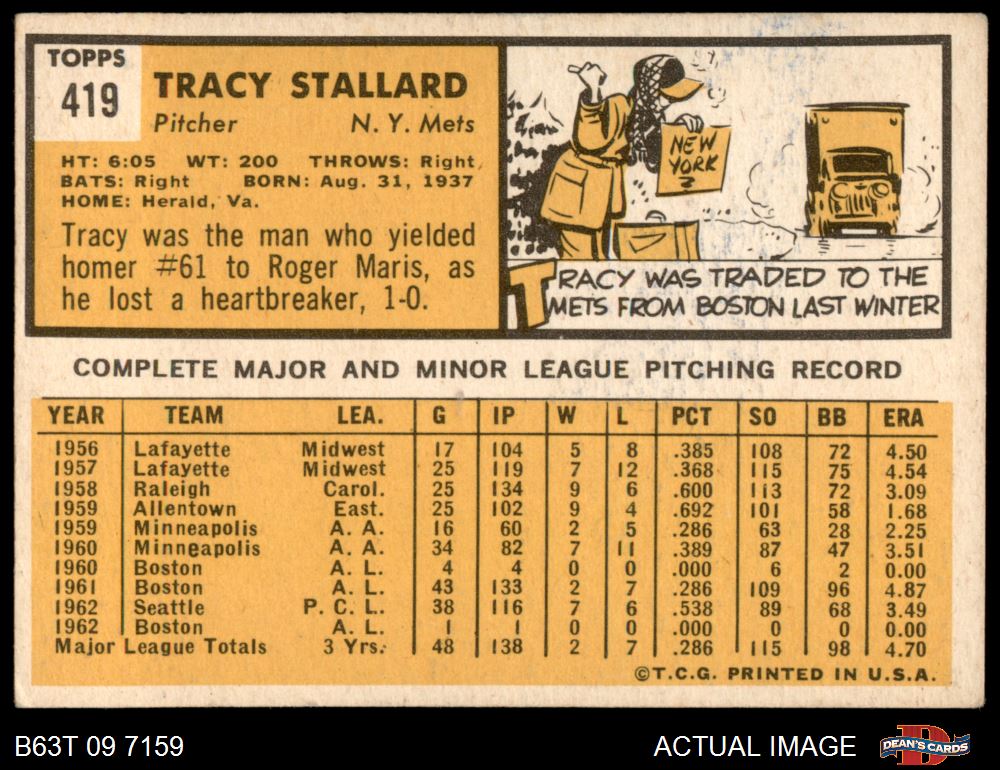 TOPPS
419
TRACY STALLARD
Pitcher N. Y. Mets
HT: 6:05 WT: 200 THROWS: Right
BATS: Right BORN: Aug. 31, 1937
HOME: Herald, Va.
Tracy was the man who yielded
homer #61 to Roger Maris, as
he lost a heartbreaker, 1-0.
NEW
YORK
TRACY WAS TRADED TO THE
METS FROM BOSTON LAST WINTER
COMPLETE MAJOR AND MINOR LEAGUE PITCHING RECORD
YEAR TEAM LEA. G IP W L PCT SO BB ERA
1956 Lafayette Midwest 17 104 5 8 .385 108 72 4.50
1957 Lafayette Midwest 25 119 7 12 .368 115 75 4.54
1958 Raleigh Carol. 25 134 9 6 .600 113 72 3.09
1959 Allentown East. 25 102 9 4 .692 101 58 1.68
1959 Minneapolis A. A. 16 60 2 5 .286 63 28 2.25
1960 Minneapolis A. A. 34 82 7 11 .389 87 47 3.51
1960 Boston A. L. 4 4 0 0 .000 6 2 0.00
1961 Boston A. L. 43 133 2 7 .286 109 96 4.87
1962 Seattle P. C. L. 38 116 7 6 .538 89 68 3.49
1962 Boston A. L. 1 1 0 0 .000 0 0 0.00
Major League Totals 3 Yrs. 48 138 2 7 .286 115 98 4.70
©T.C.G. PRINTED IN U.S.A.
B63T 09 7159 ACTUAL IMAGE DEAN'S CARDS